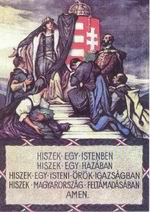 HISZEK·EGY·ISTENBEN
HISZEK·EGY·HAZÁBAN
HISZEK·EGY·ISTENI·ÖRÖK·IGAZSÁGBAN
HISZEK·MAGYARORSZÁG·FELTÁMADÁSÁBAN
AMEN.